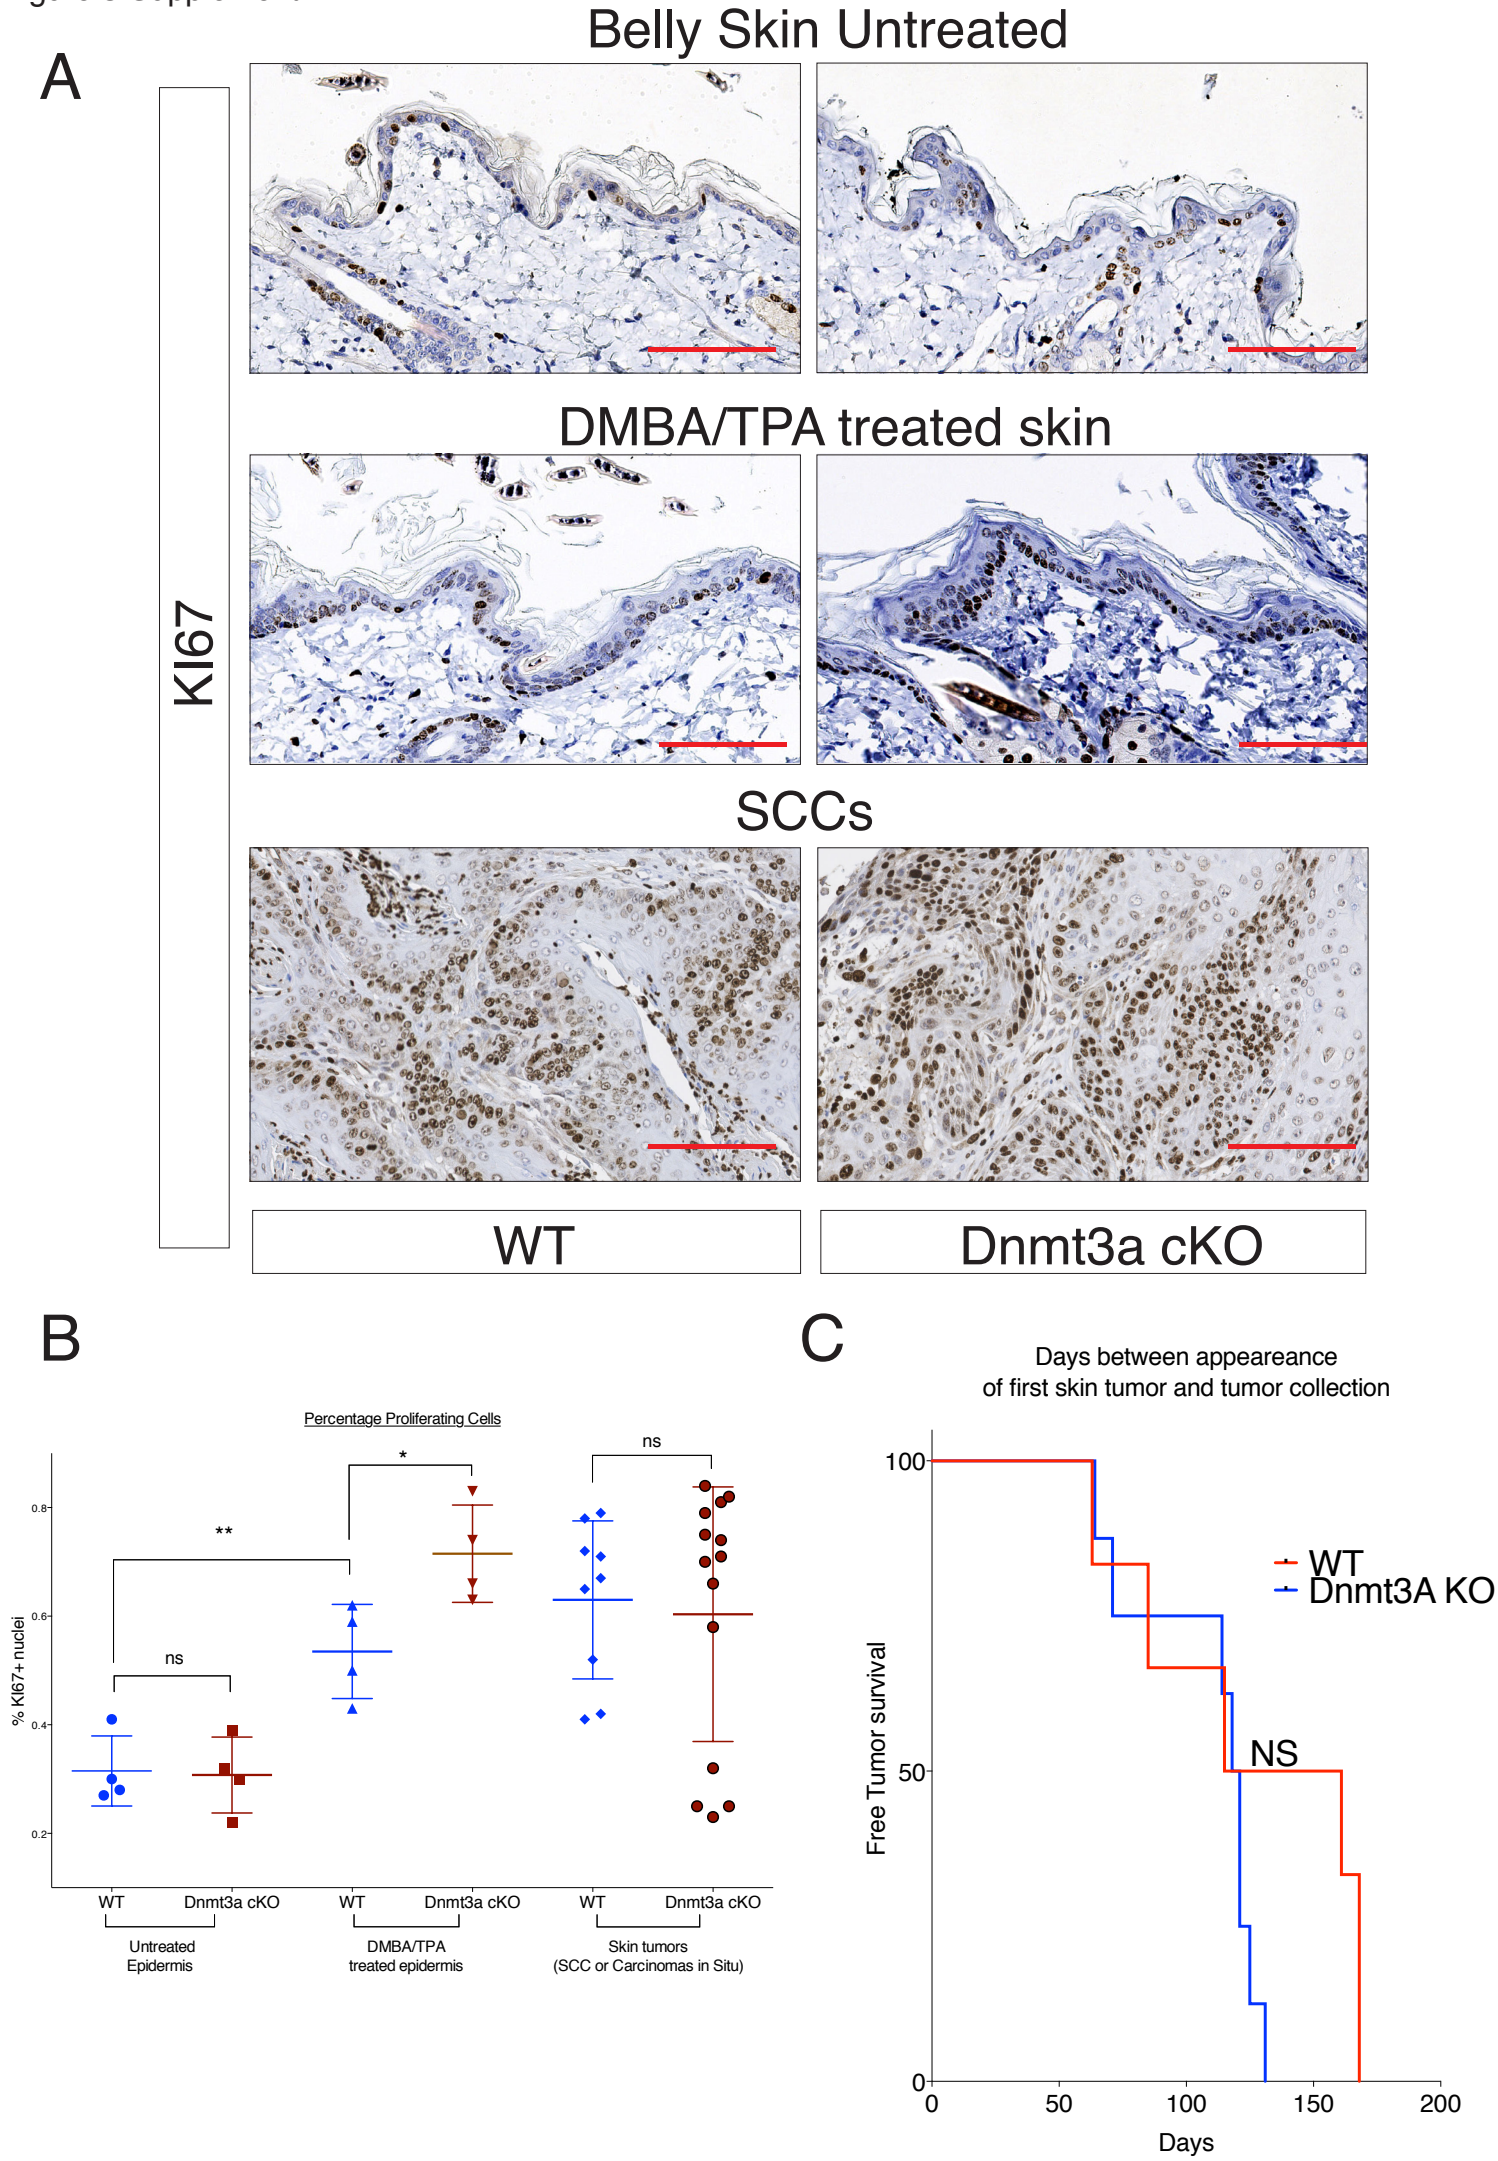 Belly Skin Untreated
A
DMBA/TPA treated skin
KI67
SCCs
WT
Dnmt3a cKO
B
Percentage Proliferating Cells
% KI67+ nuclei
0.8
0.6
0.4
0.2
**
ns
*
ns
WT
Dnmt3a cKO
WT
Dnmt3a cKO
WT
Dnmt3a cKO
Untreated
Epidermis
DMBA/TPA
treated epidermis
Skin tumors
(SCC or Carcinomas in Situ)
C
Days between appeareance
of first skin tumor and tumor collection
Free Tumor survival
100
50
0
WT
Dnmt3A KO
NS
0
50
100
150
200
Days